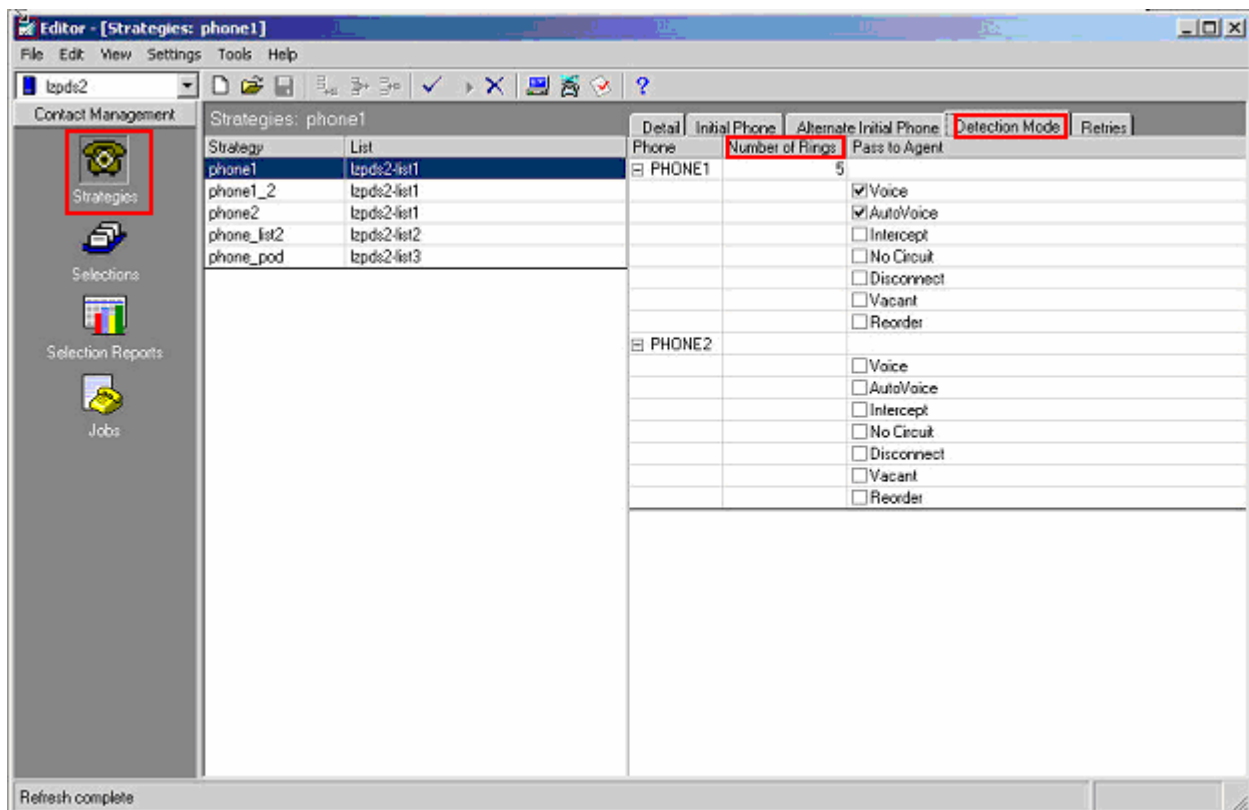 Editor - [Strategies: phone1]
File Edit View Settings Tools Help
lzpds2
Contact Management
Strategies
Selections
Selection Reports
Jobs
Strategies: phone1
Strategy List
phone1 lzpds2-list1
phone1_2 lzpds2-list1
phone2 lzpds2-list1
phone_list2 lzpds2-list2
phone_pod lzpds2-list3
Detail Initial Phone Alternate Initial Phone Detection Mode Retries
Phone Number of Rings Pass to Agent
PHONE1 5
Voice
AutoVoice
Intercept
No Circuit
Disconnect
Vacant
Reorder
PHONE2
Voice
AutoVoice
Intercept
No Circuit
Disconnect
Vacant
Reorder
Refresh complete